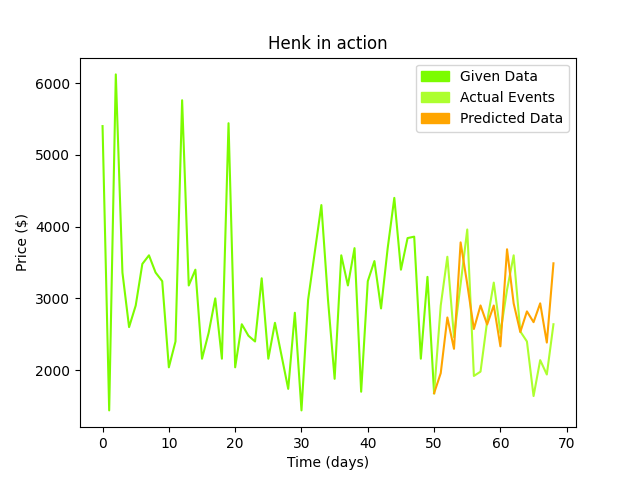 Henk in action
Given Data
Actual Events
Predicted Data
Price ($)
6000
5000
4000
3000
2000
0 10 20 30 40 50 60 70
Time (days)